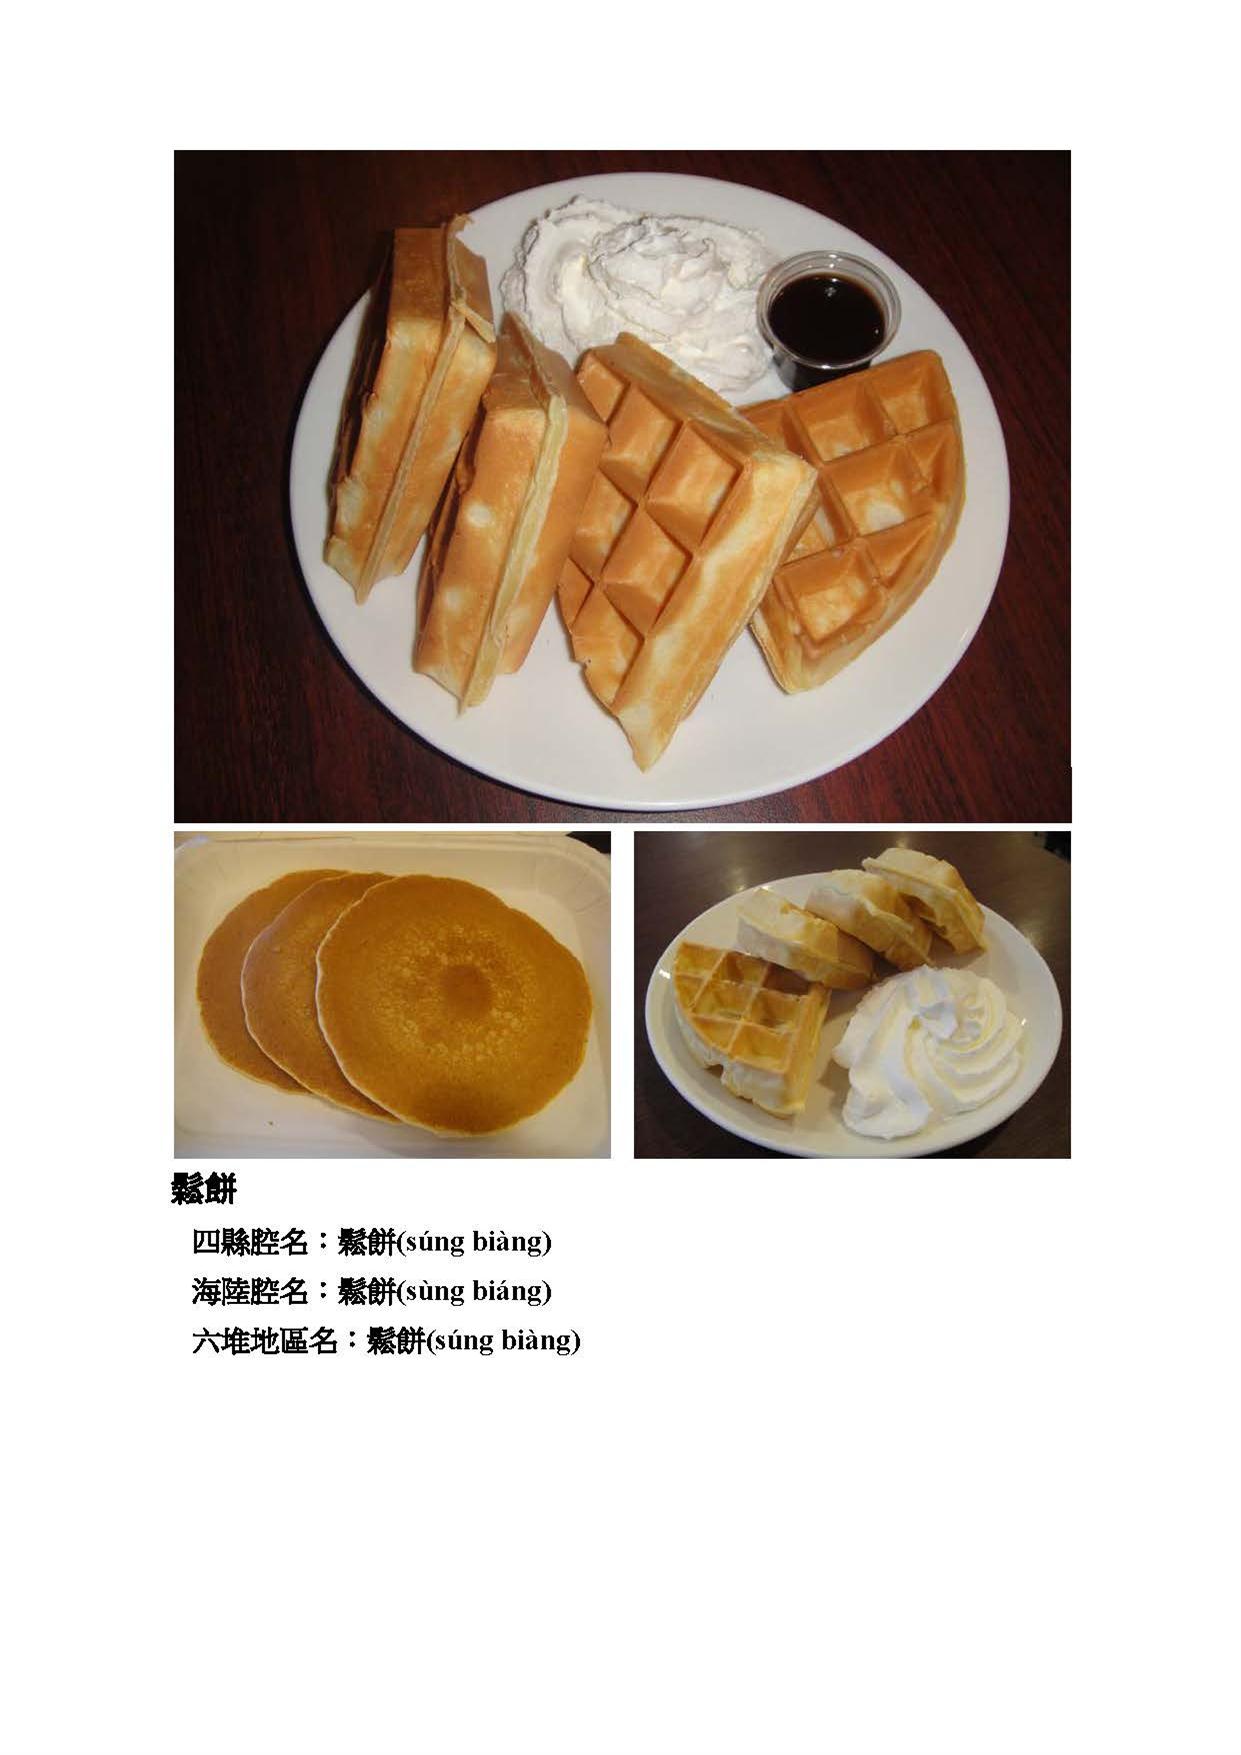 鬆餅
四縣腔名：鬆餅(súng biàng)
海陸腔名：鬆餅(sùng biáng)
六堆地區名：鬆餅(súng biàng)